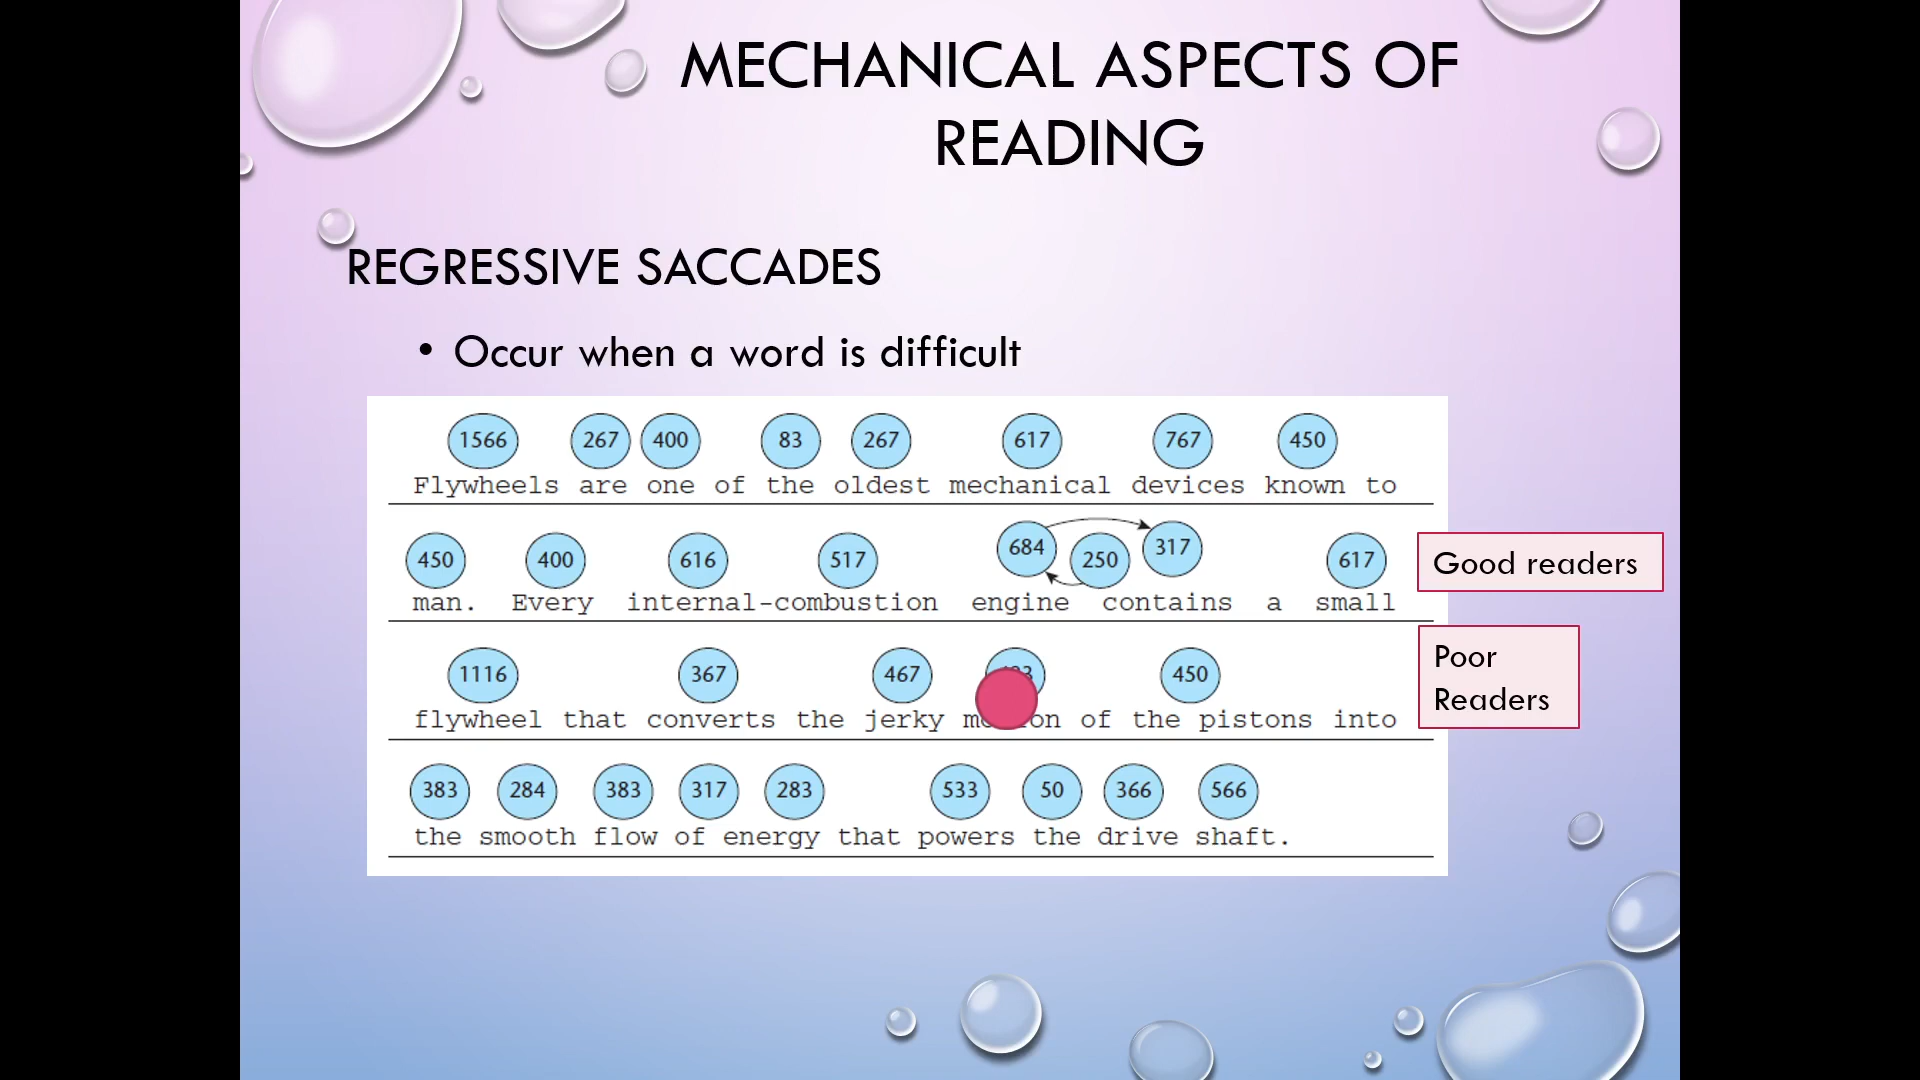 MECHANICAL ASPECTS OF
READING
REGRESSIVE SACCADES
• Occur when a word is difficult
1566 267 400 83 267 617 767 450
Flywheels are one of the oldest mechanical devices known to
450 400 616 517 684 250 317 617
man. Every internal-combustion engine contains a small
Good readers
1116 367 467 450
flywheel that converts the jerky of the pistons into
Poor
Readers
383 284 383 317 283 533 50 366 566
the smooth flow of energy that powers the drive shaft.